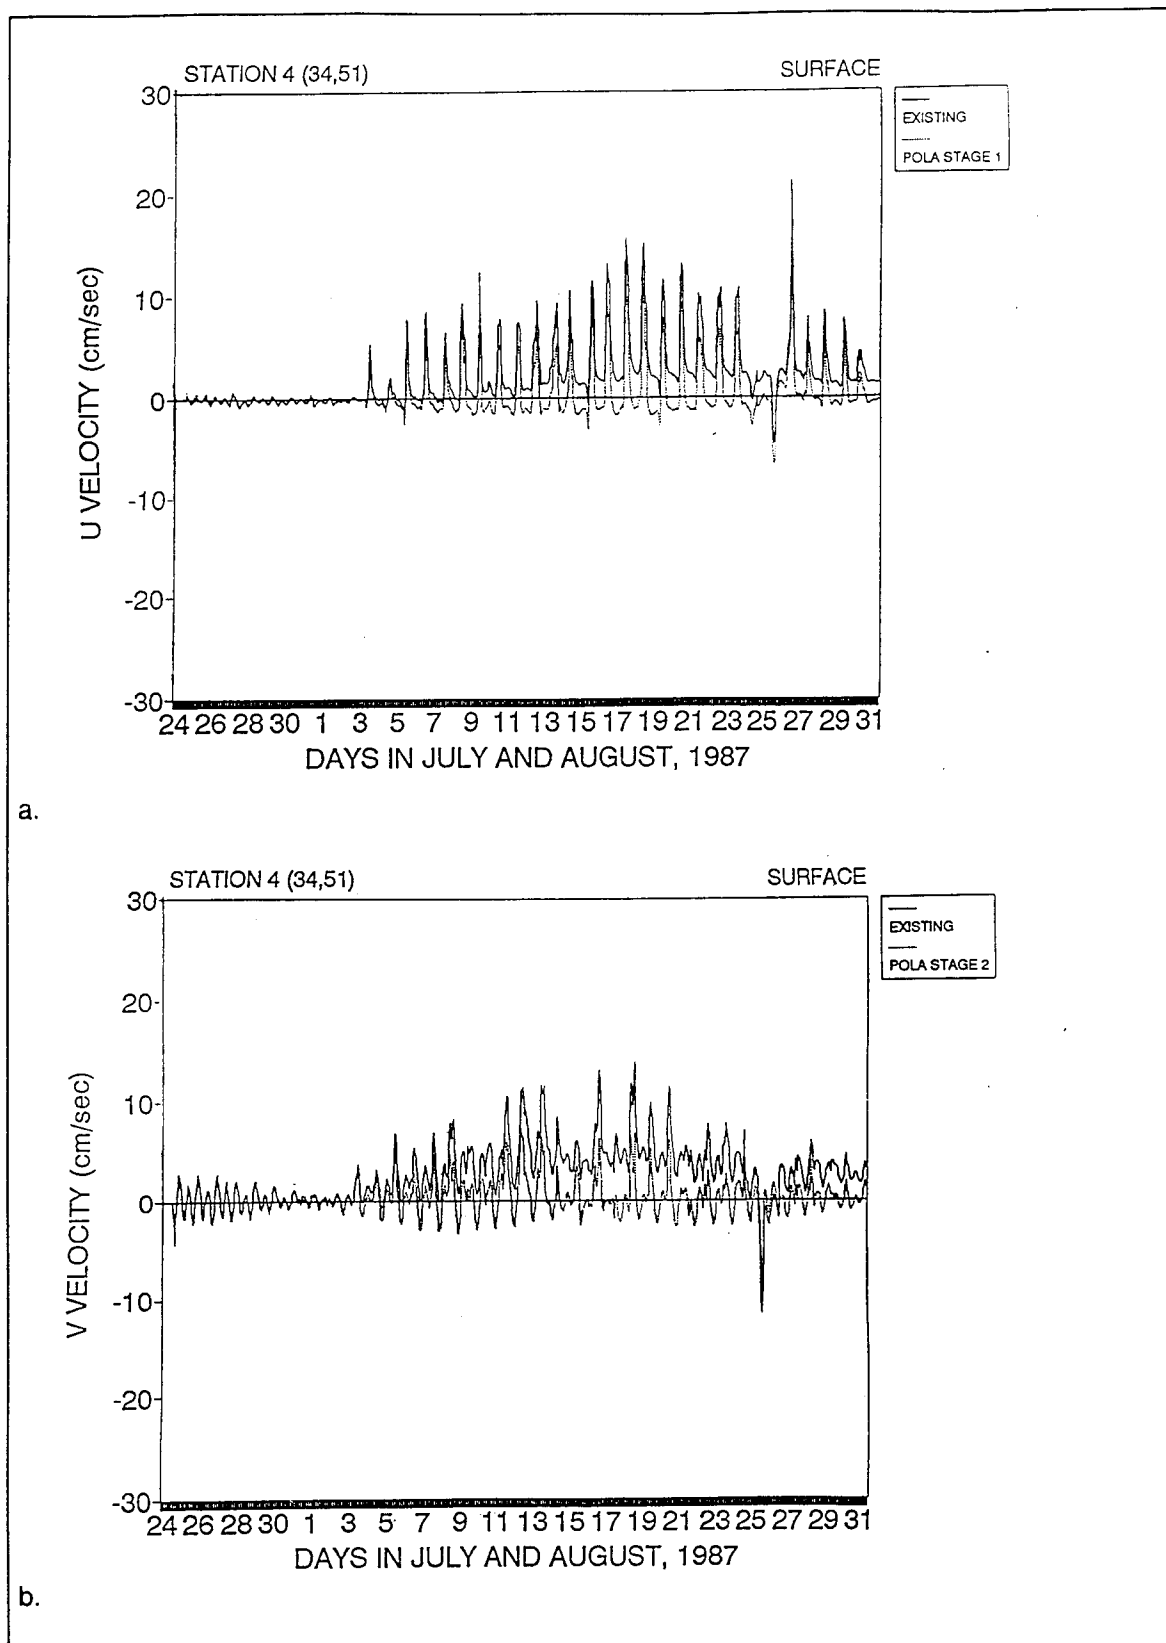 STATION 4 (34,51) SURFACE
30
20
10
0
-10
-20
-30
U VELOCITY (cm/sec)
EXISTING
POLA STAGE 1
24 26 28 30 1 3 5 7 9 11 13 15 17 19 21 23 25 27 29 31
DAYS IN JULY AND AUGUST, 1987
a.
STATION 4 (34,51) SURFACE
30
20
10
0
-10
-20
-30
V VELOCITY (cm/sec)
EXISTING
POLA STAGE 2
24 26 28 30 1 3 5 7 9 11 13 15 17 19 21 23 25 27 29 31
DAYS IN JULY AND AUGUST, 1987
b.